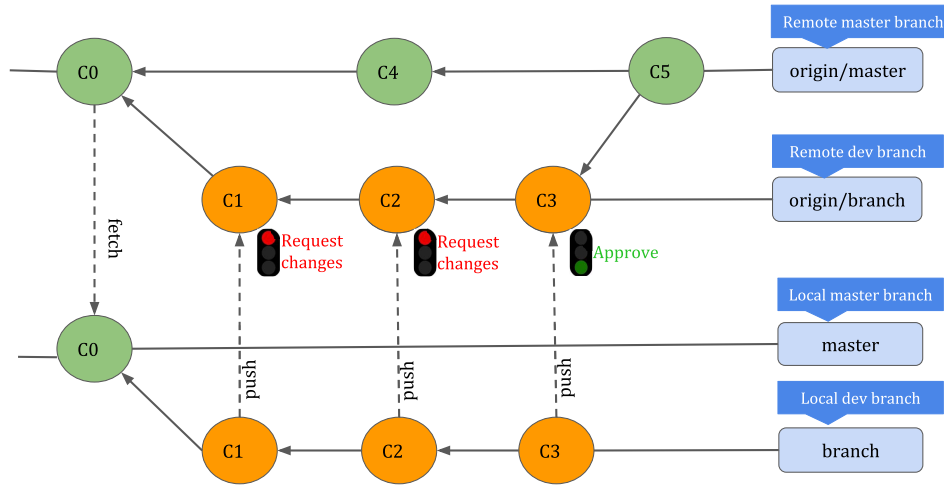 Remote master branch
C0
C4
C5
origin/master
Remote dev branch
C1
C2
C3
origin/branch
fetch
Request
changes
Request
changes
Approve
Local master branch
C0
master
push
push
push
Local dev branch
C1
C2
C3
branch